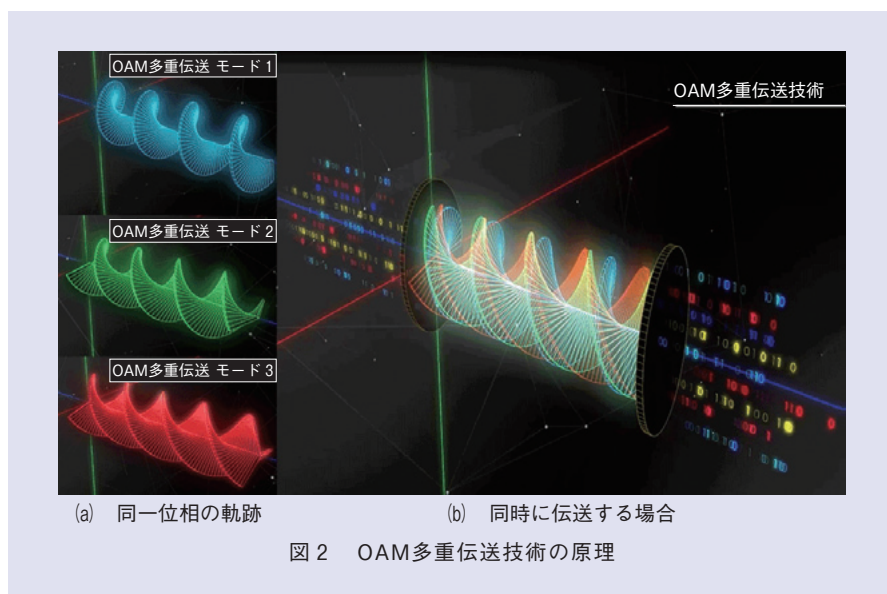 OAM多重伝送 モード1
OAM多重伝送 モード2
OAM多重伝送 モード3
OAM多重伝送技術
(a) 同一位相の軌跡
(b) 同時に伝送する場合
図2 OAM多重伝送技術の原理